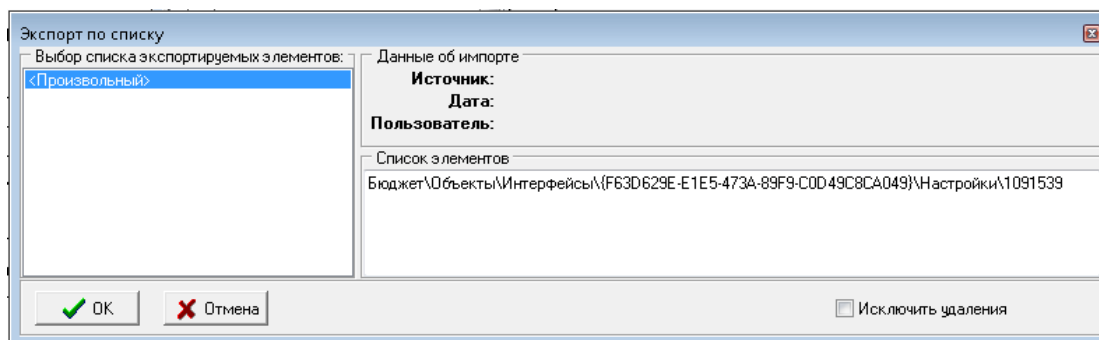 Экспорт по списку
Выбор списка экспортируемых элементов:
<Произвольный>
Данные об импорте
Источник:
Дата:
Пользователь:
Список элементов
Бюджет\Объекты\Интерфейсы\{F63D629E-E1E5-473A-89F9-C0D49C8CA049}\Настройки\1091539
OK
Отмена
Исключить удаления